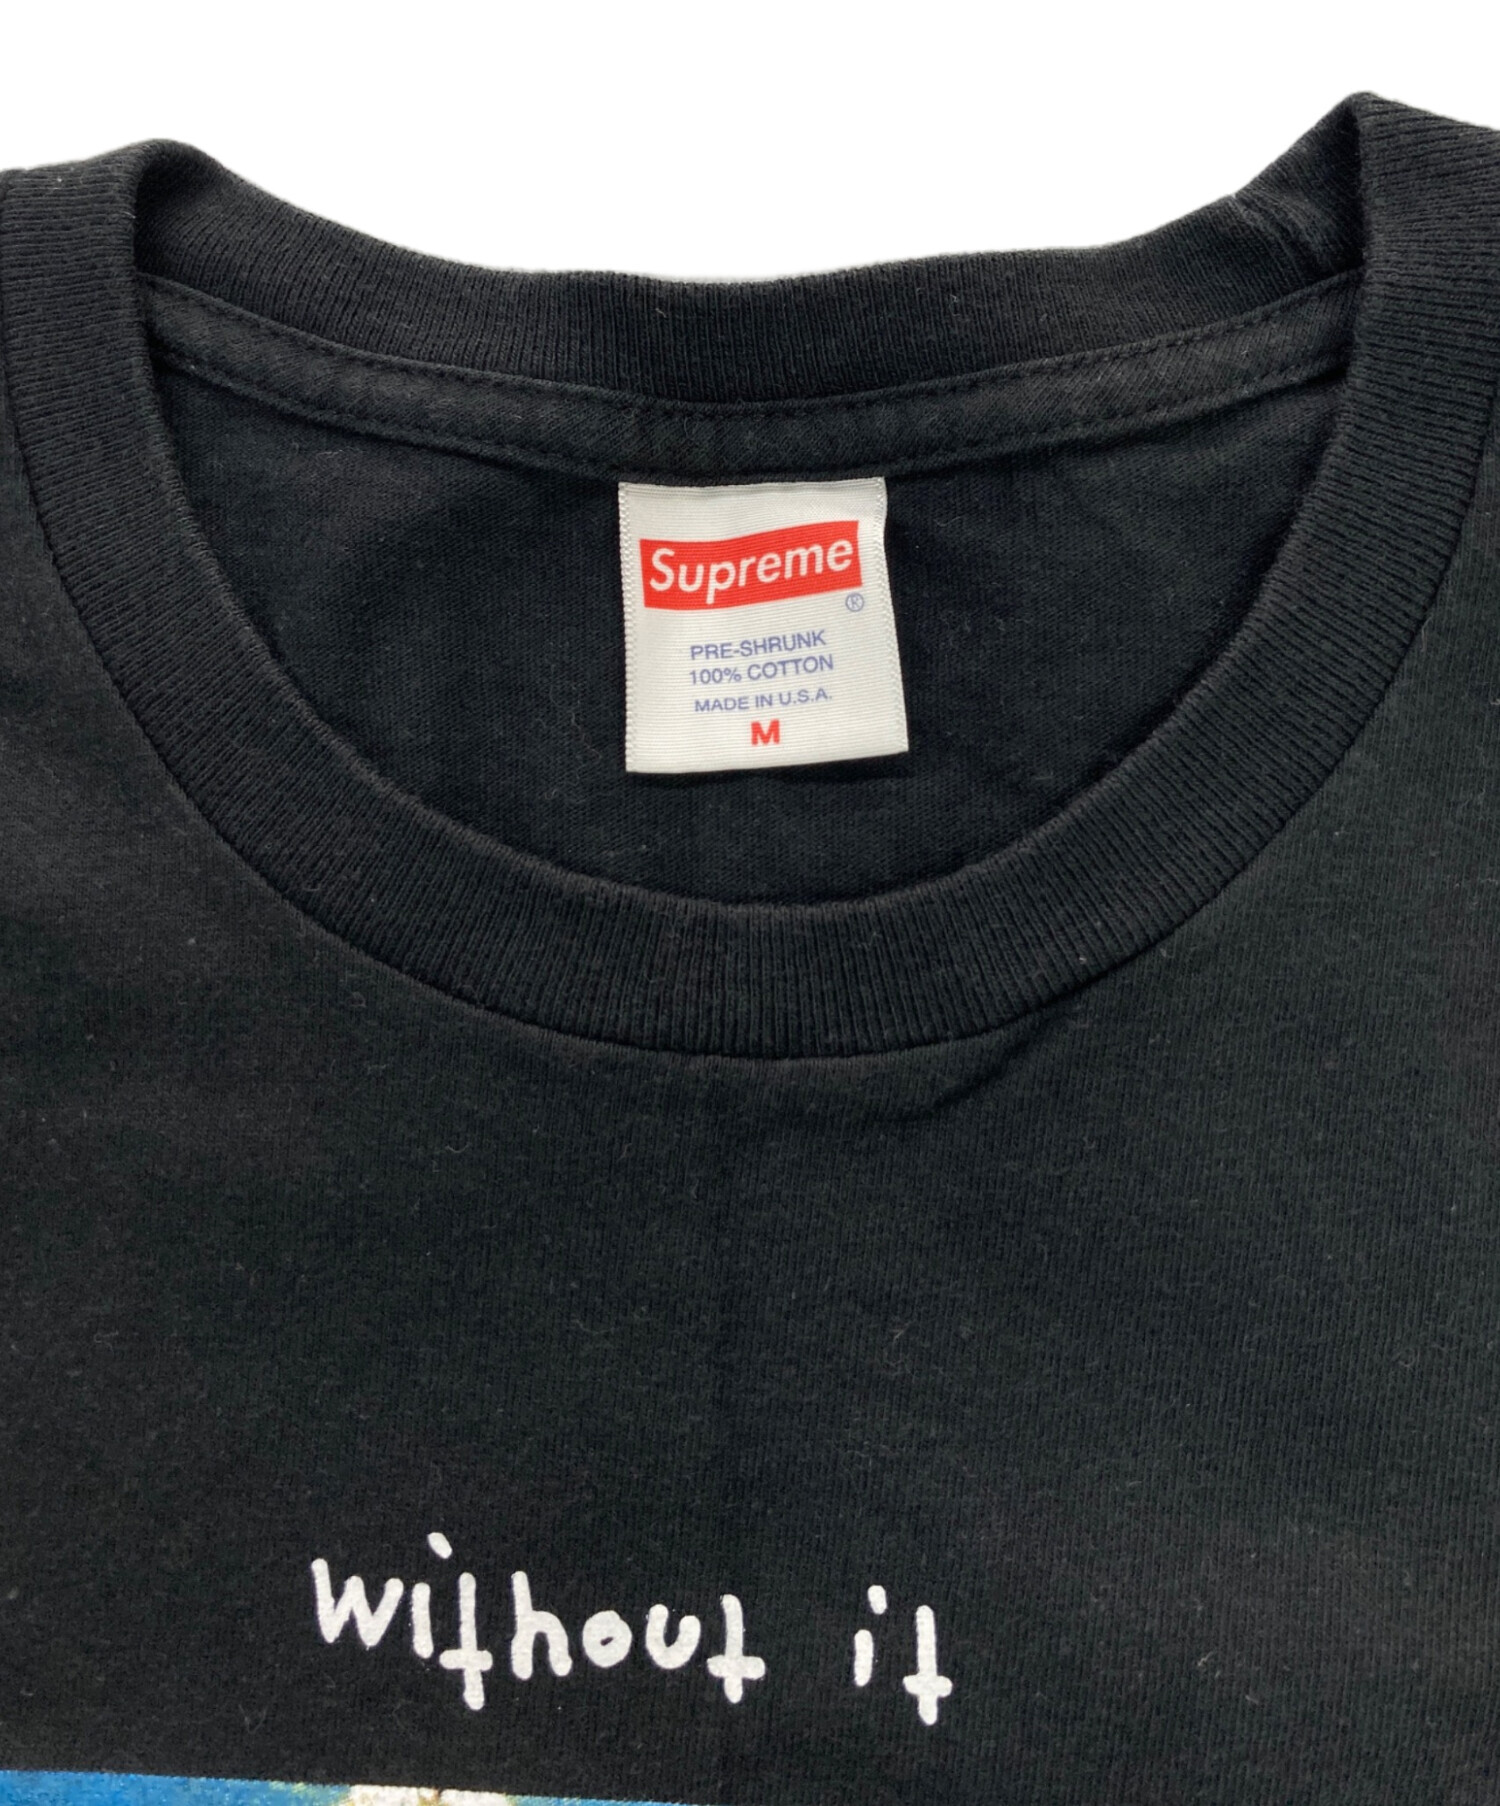 Supreme
®
PRE-SHRUNK
100% COTTON
MADE IN U.S.A.
M
without it